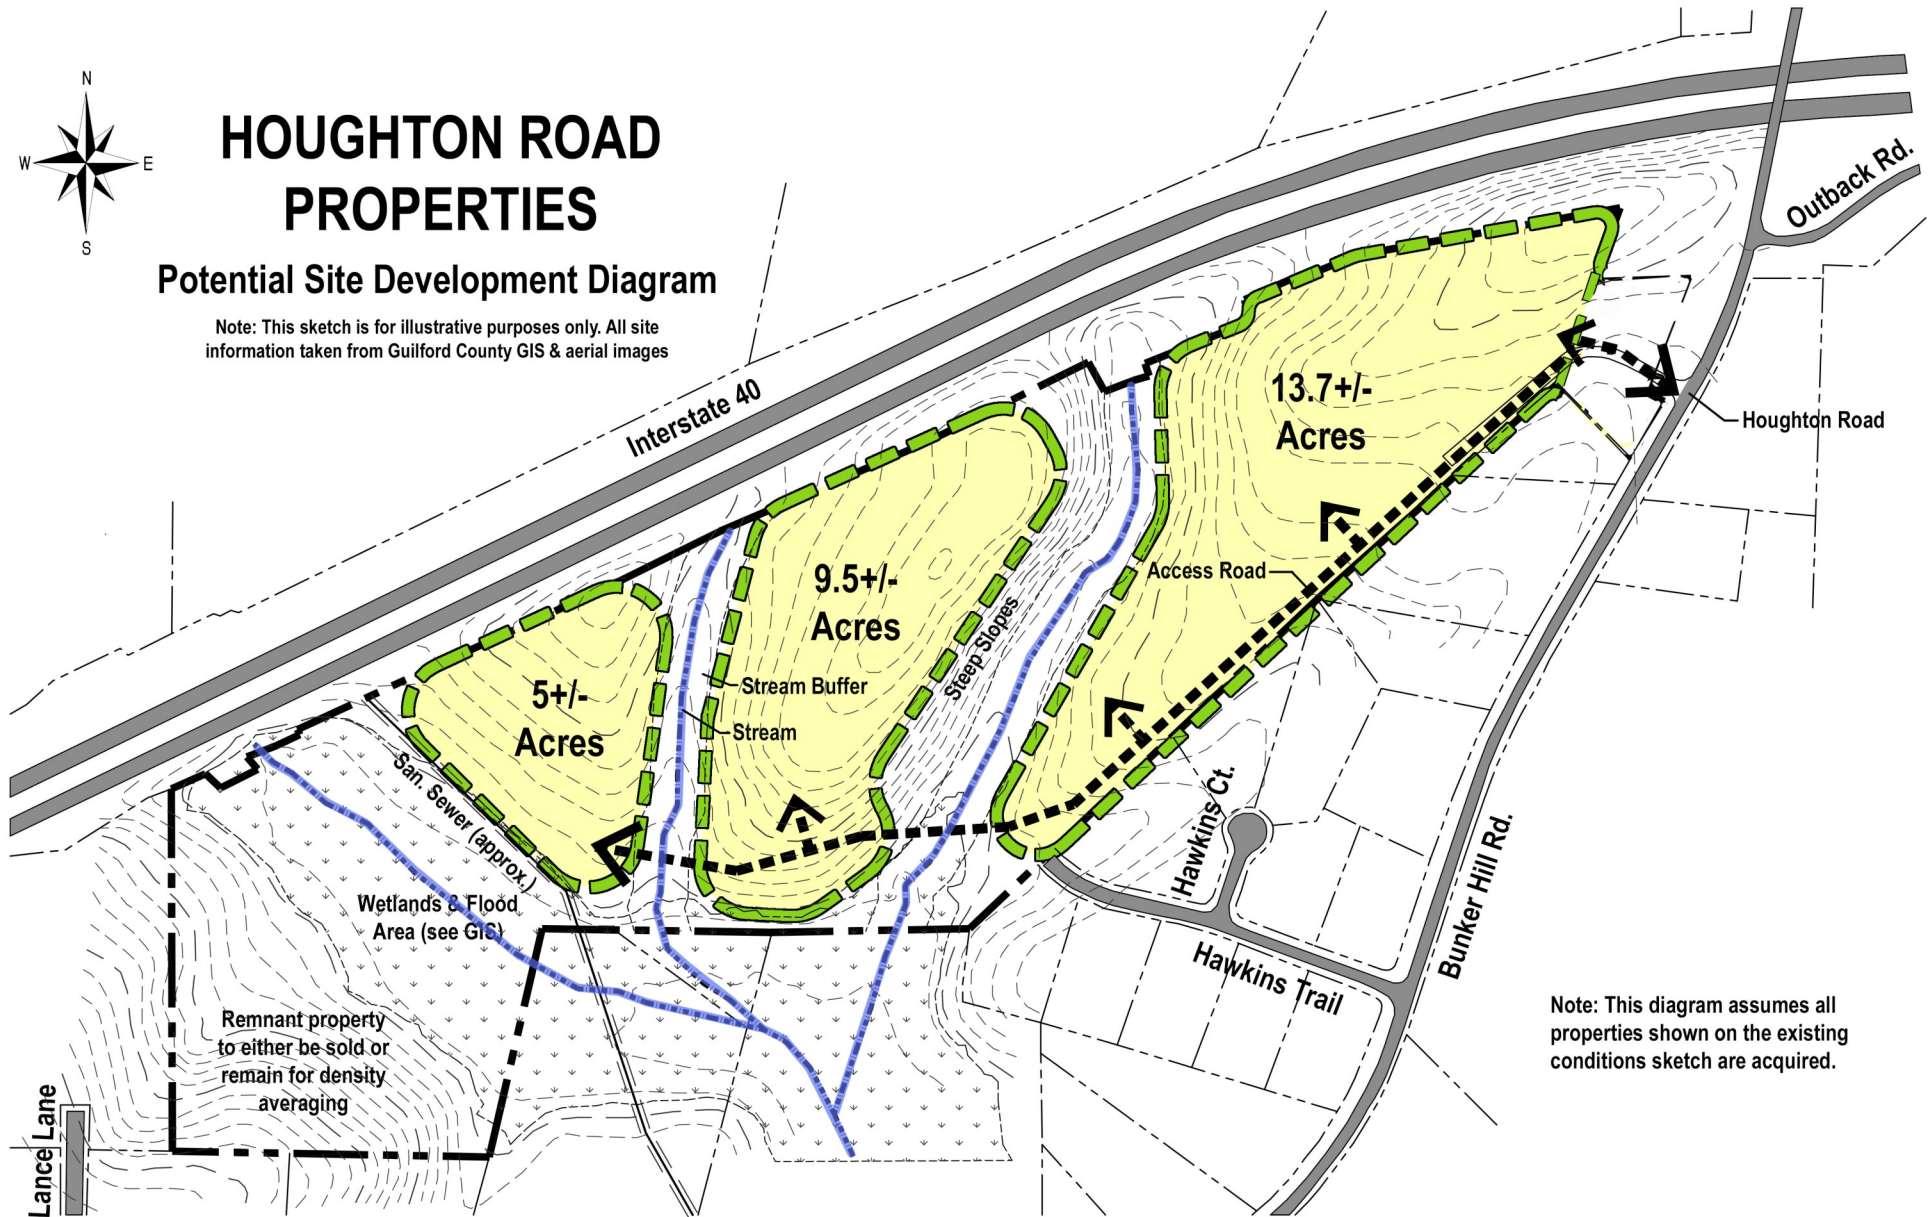 N
W E
S
HOUGHTON ROAD
PROPERTIES
Potential Site Development Diagram
Note: This sketch is for illustrative purposes only. All site
information taken from Guilford County GIS & aerial images
Interstate 40
Outback Rd.
Houghton Road
13.7+/-
Acres
Access Road
9.5+/-
Acres
Steep Slopes
5+/-
Acres
Stream Buffer
Stream
San. Sewer (approx.)
Wetlands & Flood
Area (see GIS)
Hawkins Ct.
Hawkins Trail
Bunker Hill Rd.
Remnant property
to either be sold or
remain for density
averaging
Lance Lane
Note: This diagram assumes all
properties shown on the existing
conditions sketch are acquired.